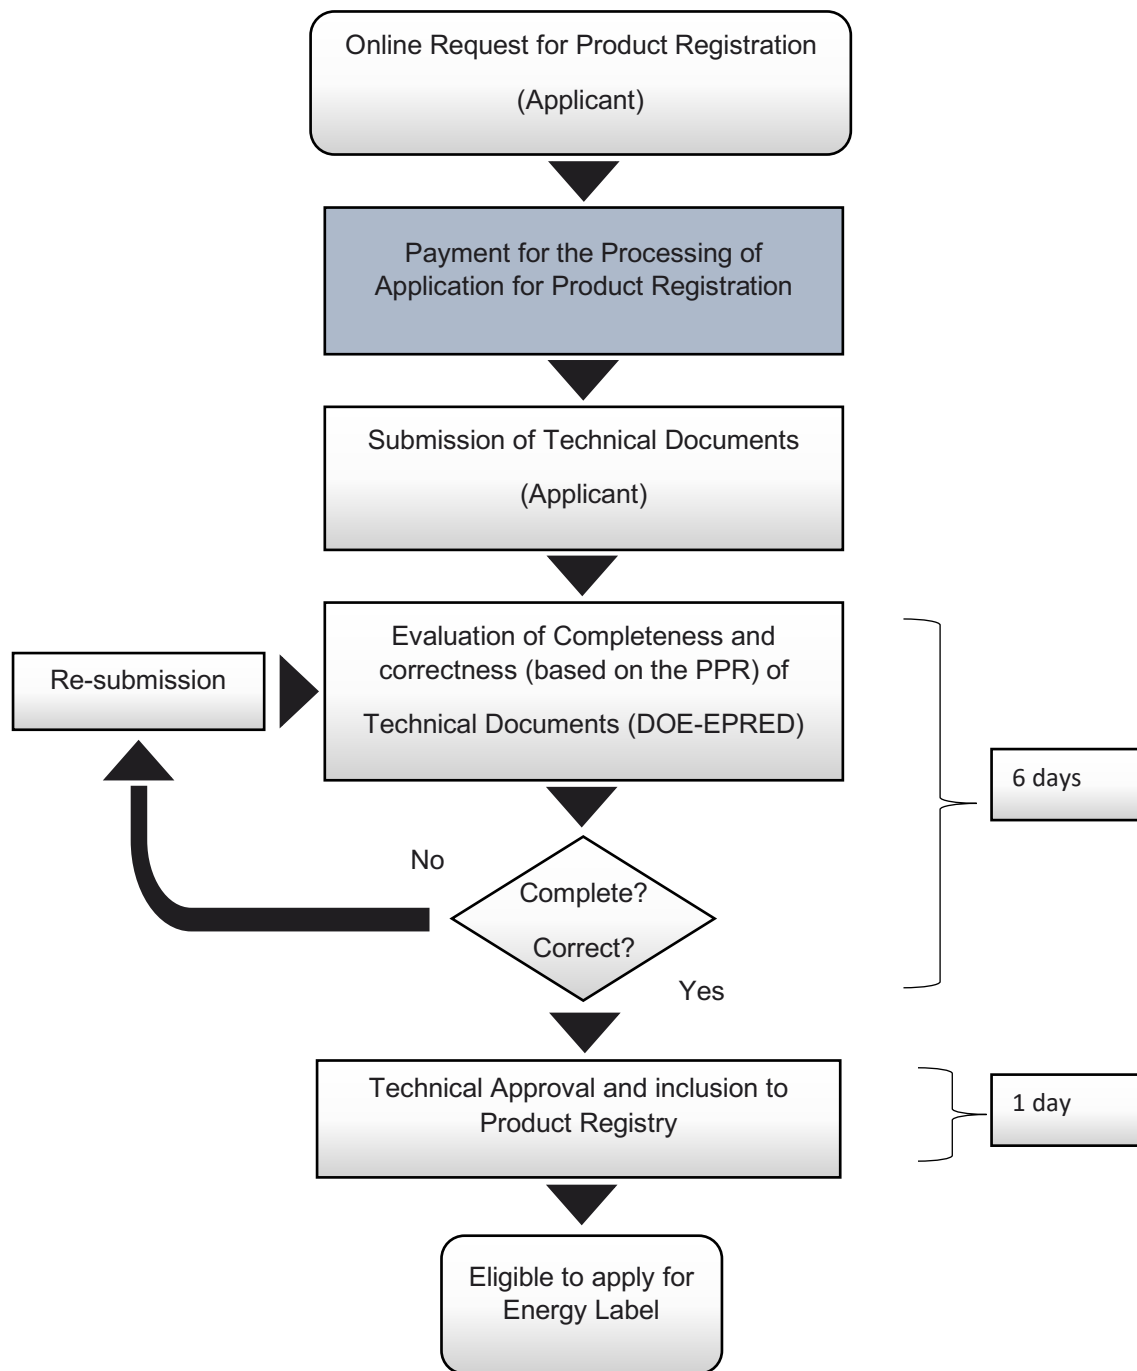 Online Request for Product Registration
(Applicant)
Payment for the Processing of
Application for Product Registration
Submission of Technical Documents
(Applicant)
Evaluation of Completeness and
correctness (based on the PPR) of
Technical Documents (DOE-EPRED)
Re-submission
6 days
No
Complete?
Correct?
Yes
Technical Approval and inclusion to
Product Registry
1 day
Eligible to apply for
Energy Label